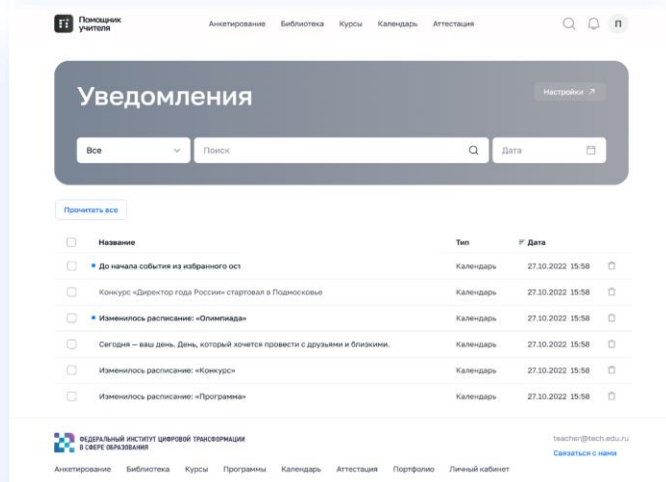 Помощник
учителя
Анкетирование Библиотека Курсы Календарь Аттестация
П
Уведомления
Настройки
Все Поиск Дата
Прочитать все
Название Тип Дата
До начала события из избранного ост Календарь 27.10.2022 15:58
Конкурс «Директор года России» стартовал в Подмосковье Календарь 27.10.2022 15:58
Изменилось расписание: «Олимпиада» Календарь 27.10.2022 15:58
Сегодня — ваш день. День, который хочется провести с друзьями и близкими. Календарь 27.10.2022 15:58
Изменилось расписание: «Конкурс» Календарь 27.10.2022 15:58
Изменилось расписание: «Программа» Календарь 27.10.2022 15:58
ФЕДЕРАЛЬНЫЙ ИНСТИТУТ ЦИФРОВОЙ ТРАНСФОРМАЦИИ
В СФЕРЕ ОБРАЗОВАНИЯ
teacher@tech.edu.ru
Связаться с нами
Анкетирование Библиотека Курсы Программы Календарь Аттестация Портфолио Личный кабинет